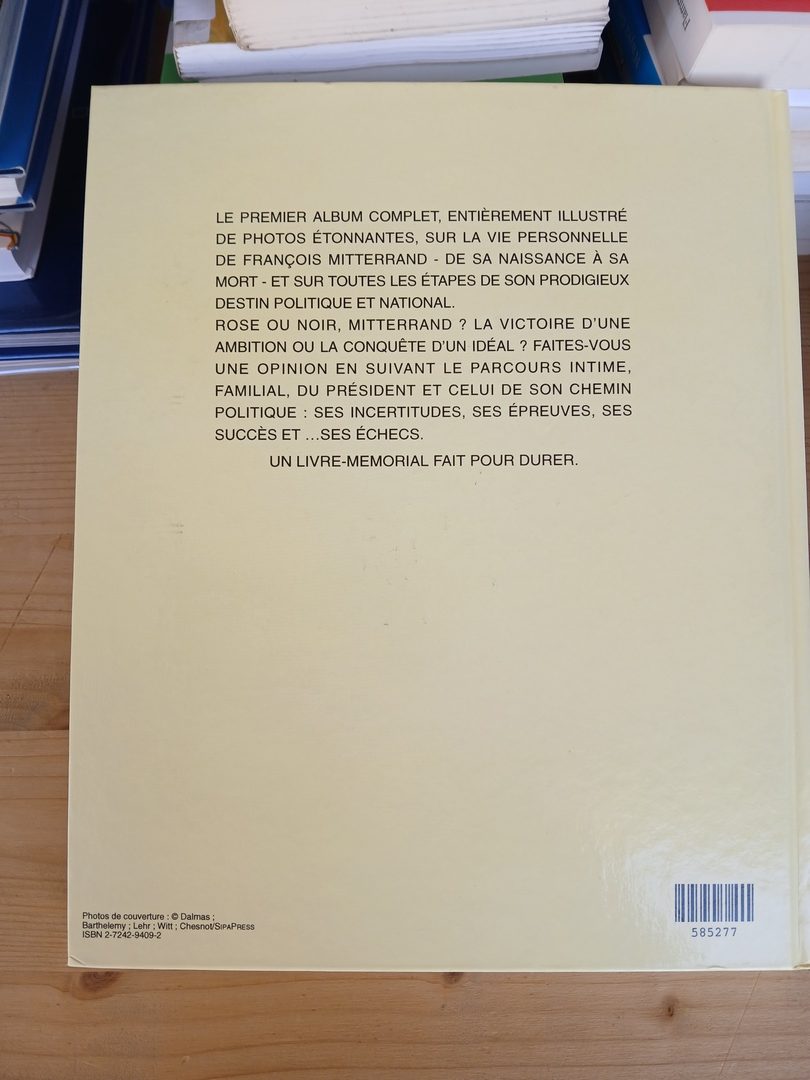 LE PREMIER ALBUM COMPLET, ENTIÈREMENT ILLUSTRÉ
DE PHOTOS ÉTONNANTES, SUR LA VIE PERSONNELLE
DE FRANÇOIS MITTERRAND - DE SA NAISSANCE À SA
MORT - ET SUR TOUTES LES ÉTAPES DE SON PRODIGIEUX
DESTIN POLITIQUE ET NATIONAL.
ROSE OU NOIR, MITTERRAND ? LA VICTOIRE D'UNE
AMBITION OU LA CONQUÊTE D'UN IDÉAL ? FAITES-VOUS
UNE OPINION EN SUIVANT LE PARCOURS INTIME,
FAMILIAL, DU PRÉSIDENT ET CELUI DE SON CHEMIN
POLITIQUE : SES INCERTITUDES, SES ÉPREUVES, SES
SUCCÈS ET ...SES ÉCHECS.
UN LIVRE-MEMORIAL FAIT POUR DURER.
Photos de couverture : © Dalmas ;
Barthelemy ; Lehr ; Witt ; Chesnot/SIPAPRESS
ISBN 2-7242-9409-2
585277